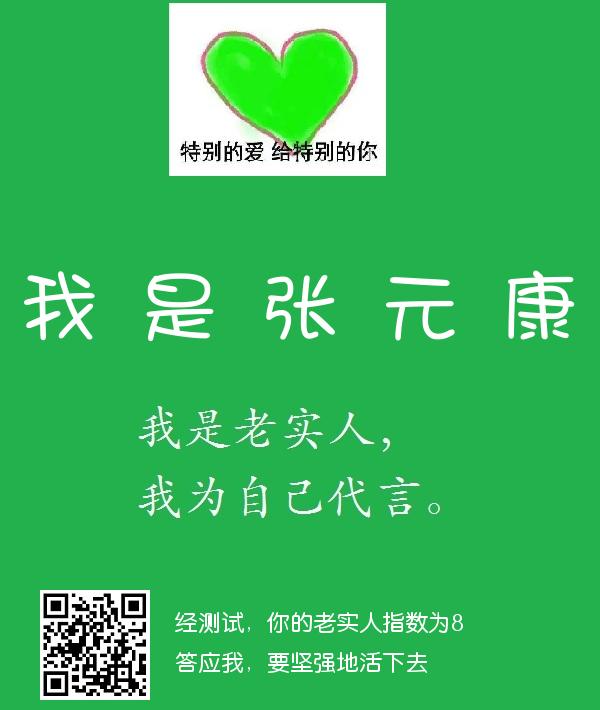 特别的爱 给特别的你
我是张元康
我是老实人，
我为自己代言。
经测试，你的老实人指数为8
答应我，要坚强地活下去